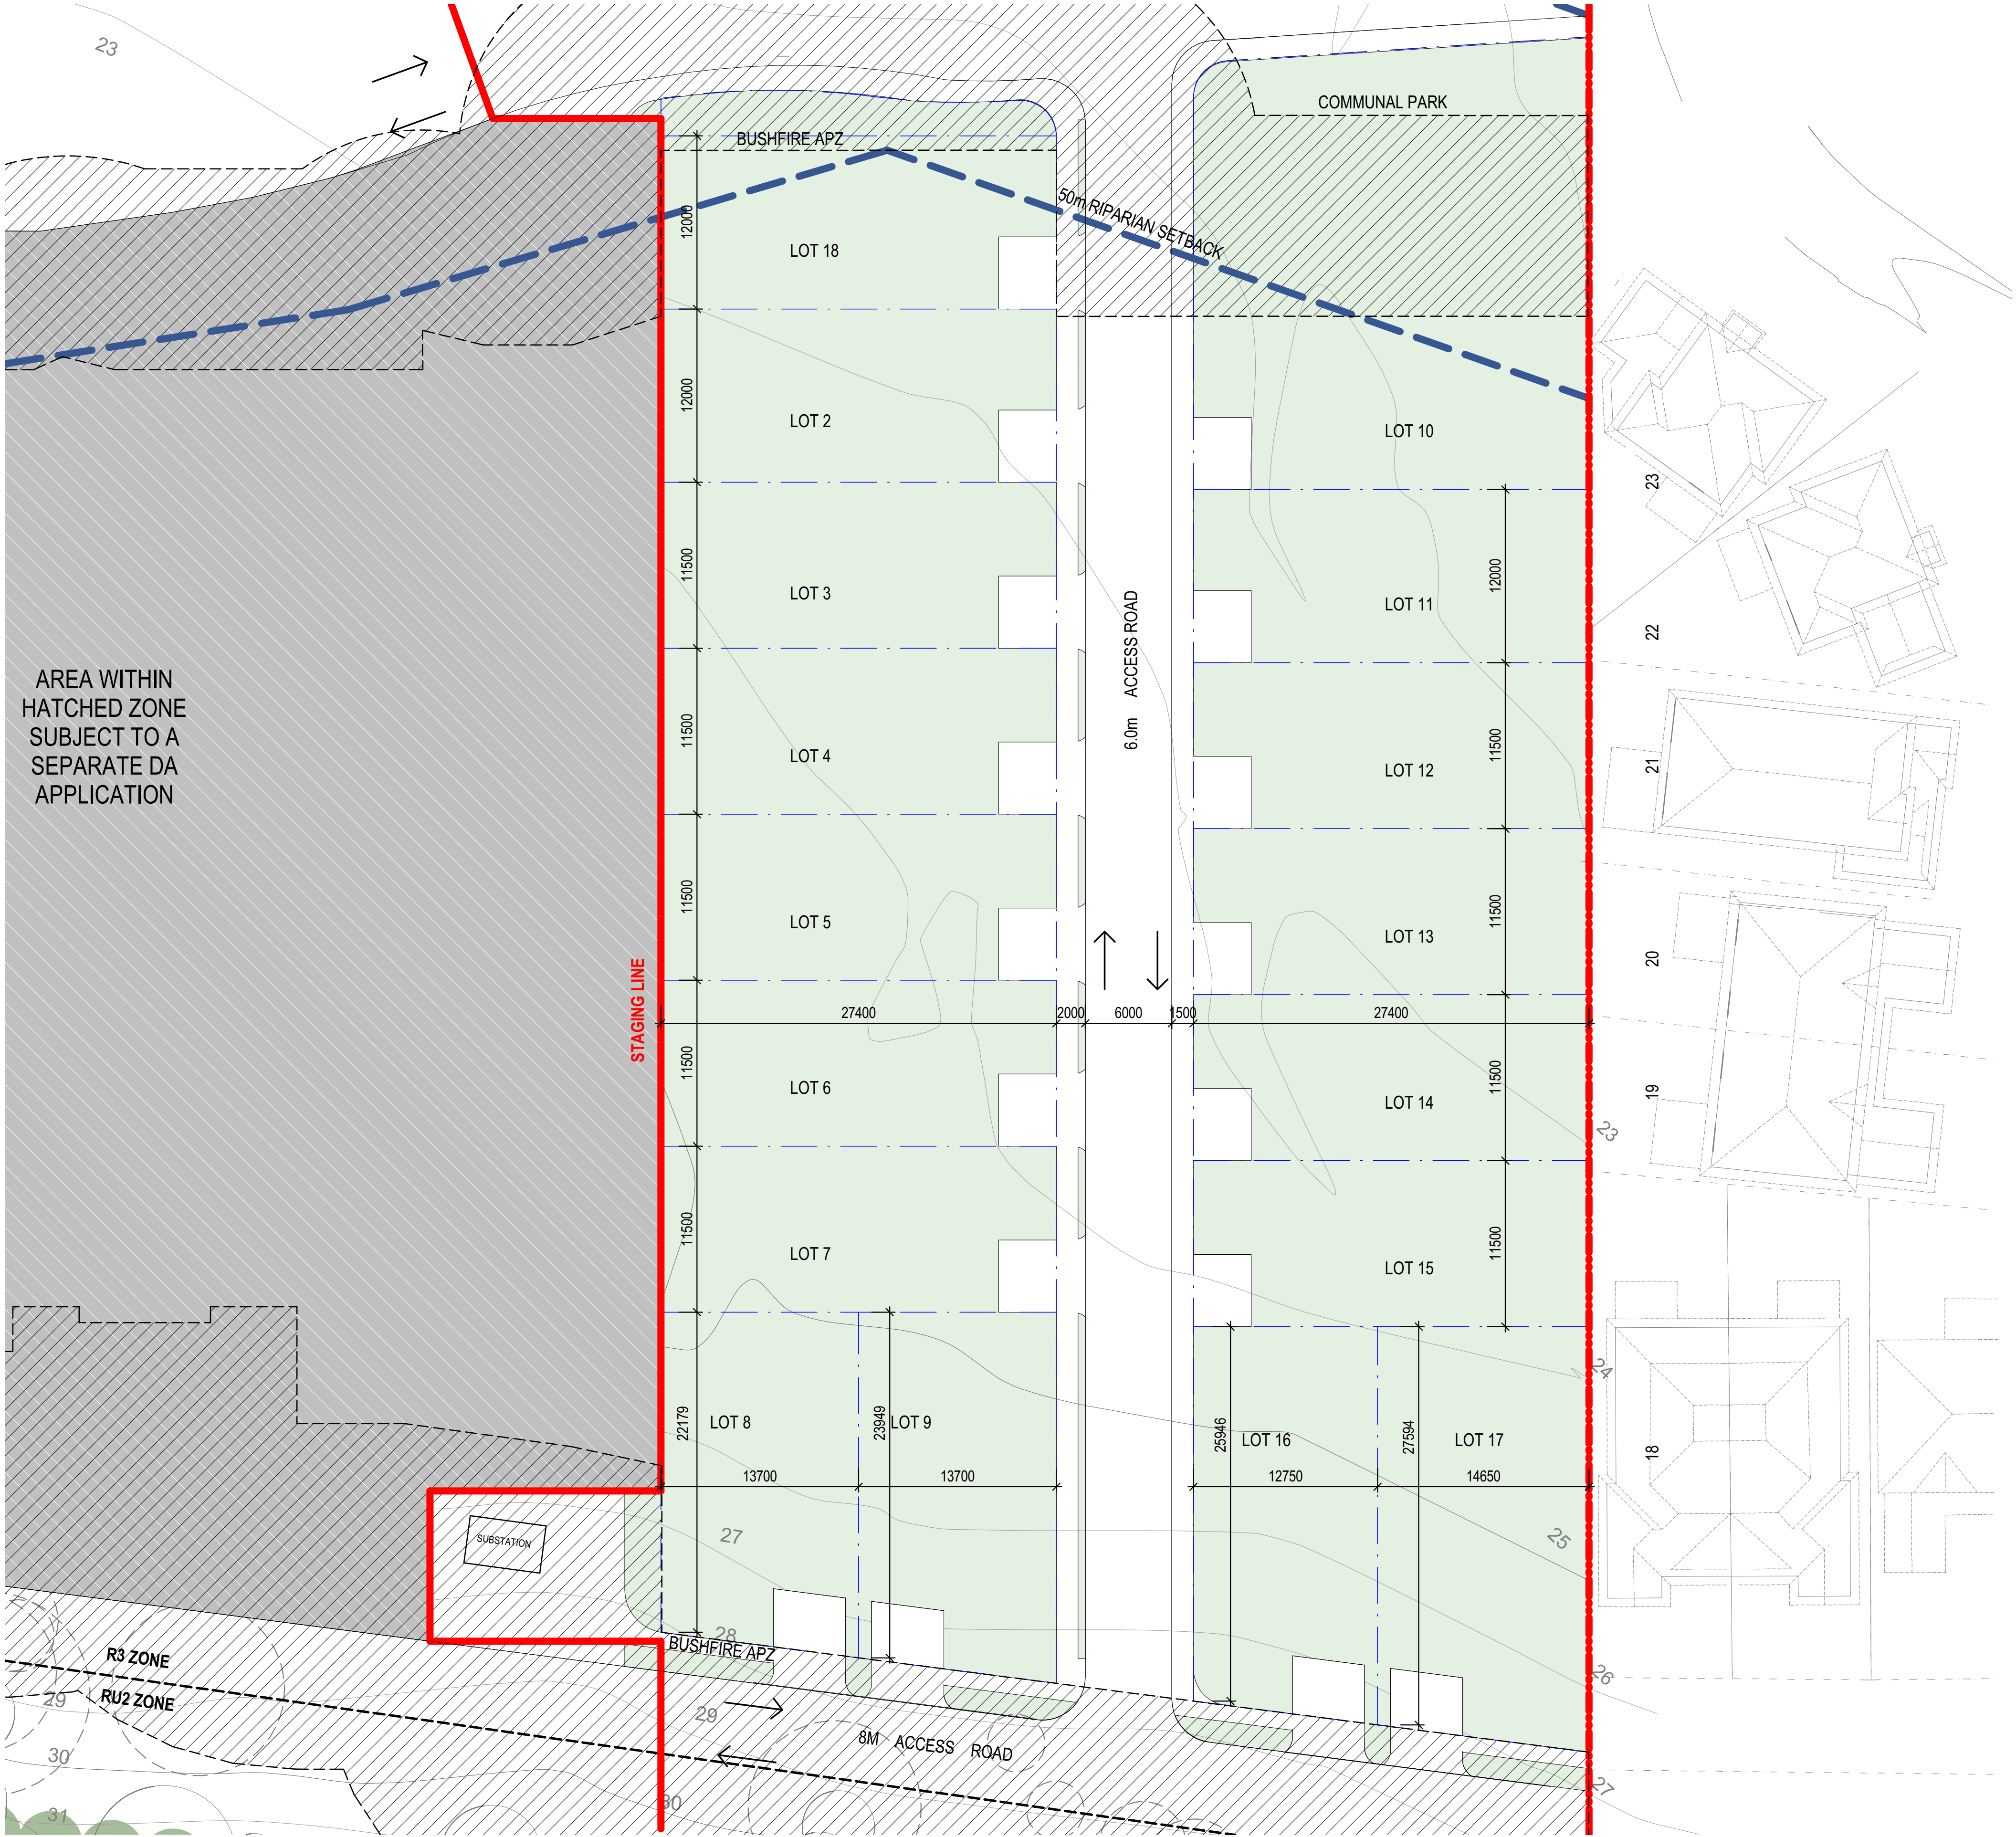 23
COMMUNAL PARK
BUSHFIRE APZ
50m RIPARIAN SETBACK
12000
LOT 18
12000
LOT 2
LOT 10
23
11500
LOT 3
12000
LOT 11
22
6.0m ACCESS ROAD
AREA WITHIN
HATCHED ZONE
SUBJECT TO A
SEPARATE DA
APPLICATION
11500
LOT 4
11500
LOT 12
21
11500
LOT 5
11500
LOT 13
20
STAGING LINE
27400
2000
6000
1500
27400
11500
LOT 6
11500
LOT 14
19
23
11500
LOT 7
11500
LOT 15
24
22179
LOT 8
23949
LOT 9
25946
LOT 16
27594
LOT 17
18
13700
13700
12750
14650
SUBSTATION
27
25
28
BUSHFIRE APZ
R3 ZONE
RU2 ZONE
29
29
26
8M ACCESS ROAD
30
30
27
31